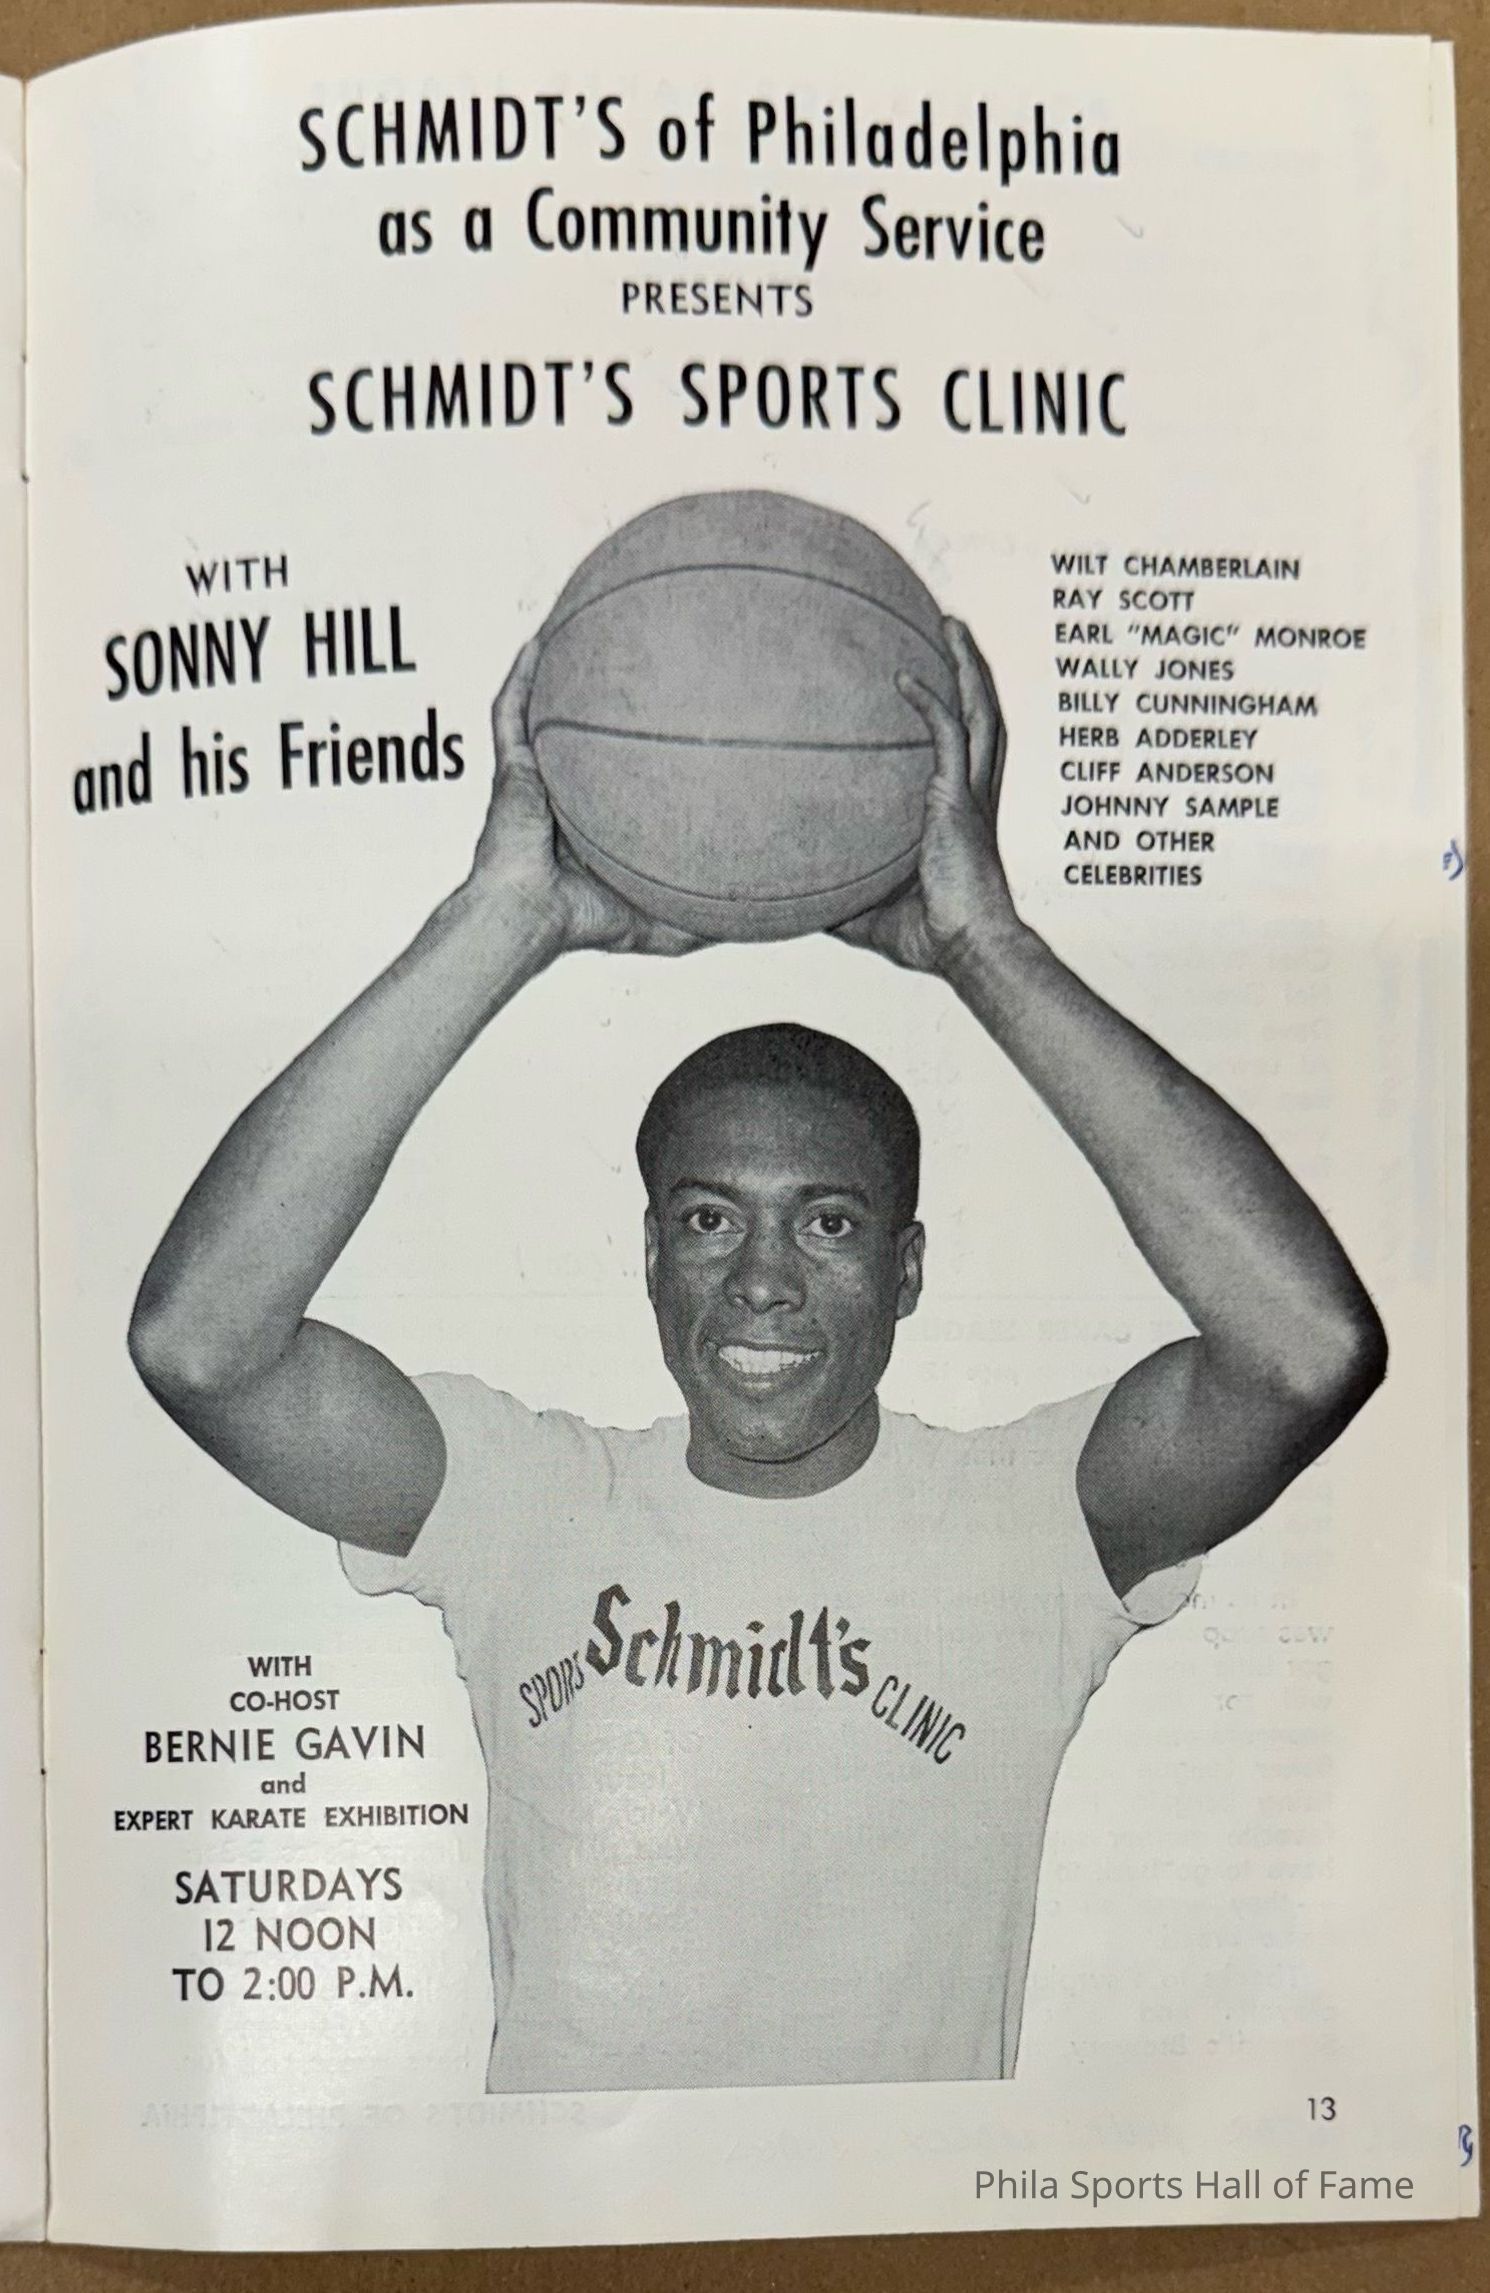 SCHMIDT'S of Philadelphia
as a Community Service
PRESENTS
SCHMIDT'S SPORTS CLINIC
WITH
SONNY HILL
and his Friends
WILT CHAMBERLAIN
RAY SCOTT
EARL "MAGIC" MONROE
WALLY JONES
BILLY CUNNINGHAM
HERB ADDERLEY
CLIFF ANDERSON
JOHNNY SAMPLE
AND OTHER
CELEBRITIES
SPORTS Schmidt's CLINIC
WITH
CO-HOST
BERNIE GAVIN
and
EXPERT KARATE EXHIBITION
SATURDAYS
12 NOON
TO 2:00 P.M.
13
Phila Sports Hall of Fame